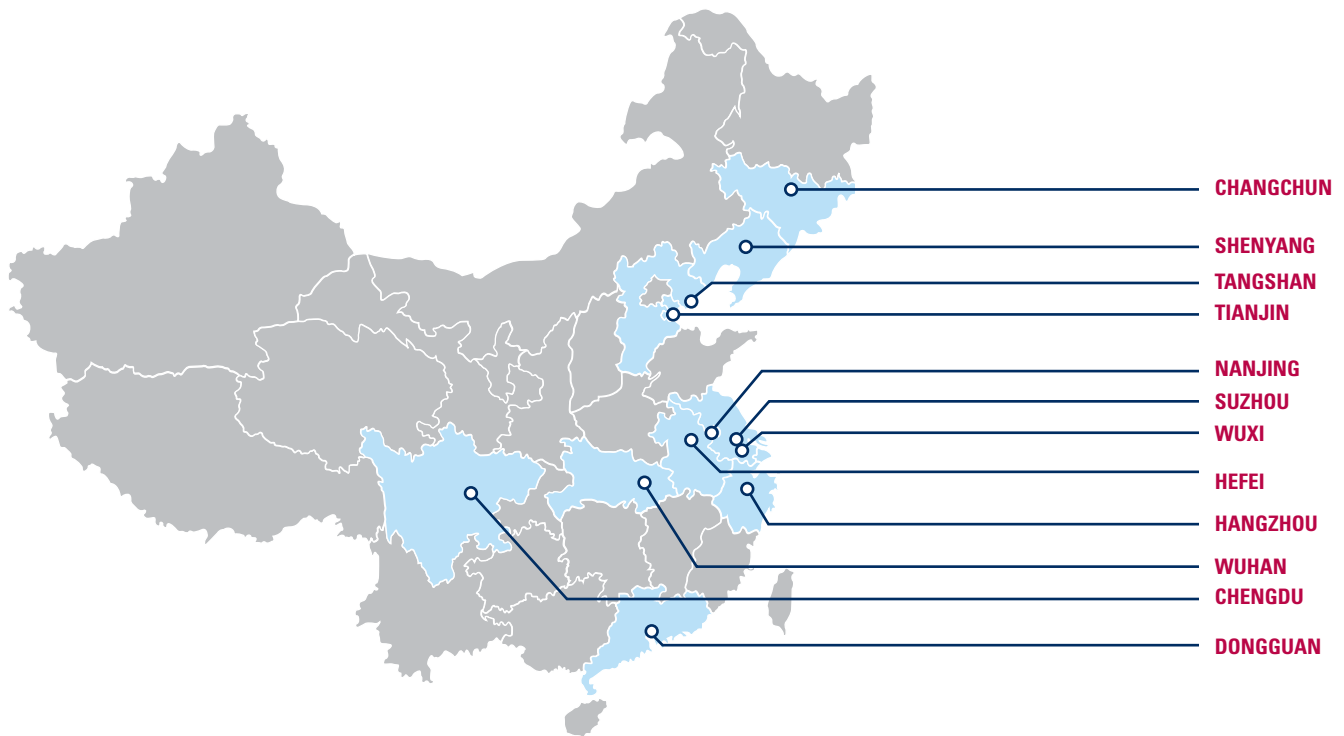 CHANGCHUN
SHENYANG
TANGSHAN
TIANJIN
NANJING
SUZHOU
WUXI
HEFEI
HANGZHOU
WUHAN
CHENGDU
DONGGUAN